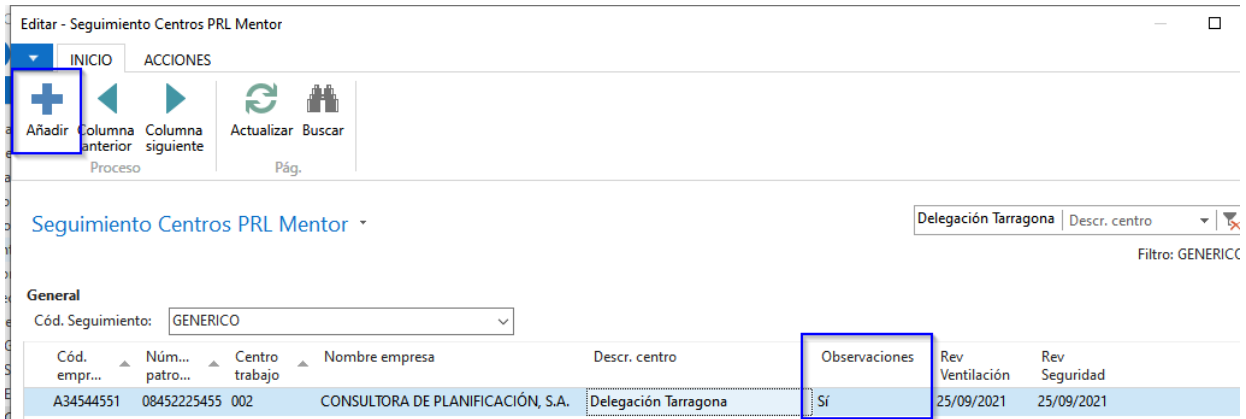 Editar - Seguimiento Centros PRL Mentor
INICIO ACCIONES
Añadir Columna anterior Columna siguiente Actualizar Buscar
Proceso Pág.
Seguimiento Centros PRL Mentor
Delegación Tarragona Descr. centro
Filtro: GENERICO
General
Cód. Seguimiento: GENERICO
Cód. empr... Núm... patro... Centro trabajo Nombre empresa Descr. centro Observaciones Rev Ventilación Rev Seguridad
A34544551 08452225455 002 CONSULTORA DE PLANIFICACIÓN, S.A. Delegación Tarragona Sí 25/09/2021 25/09/2021